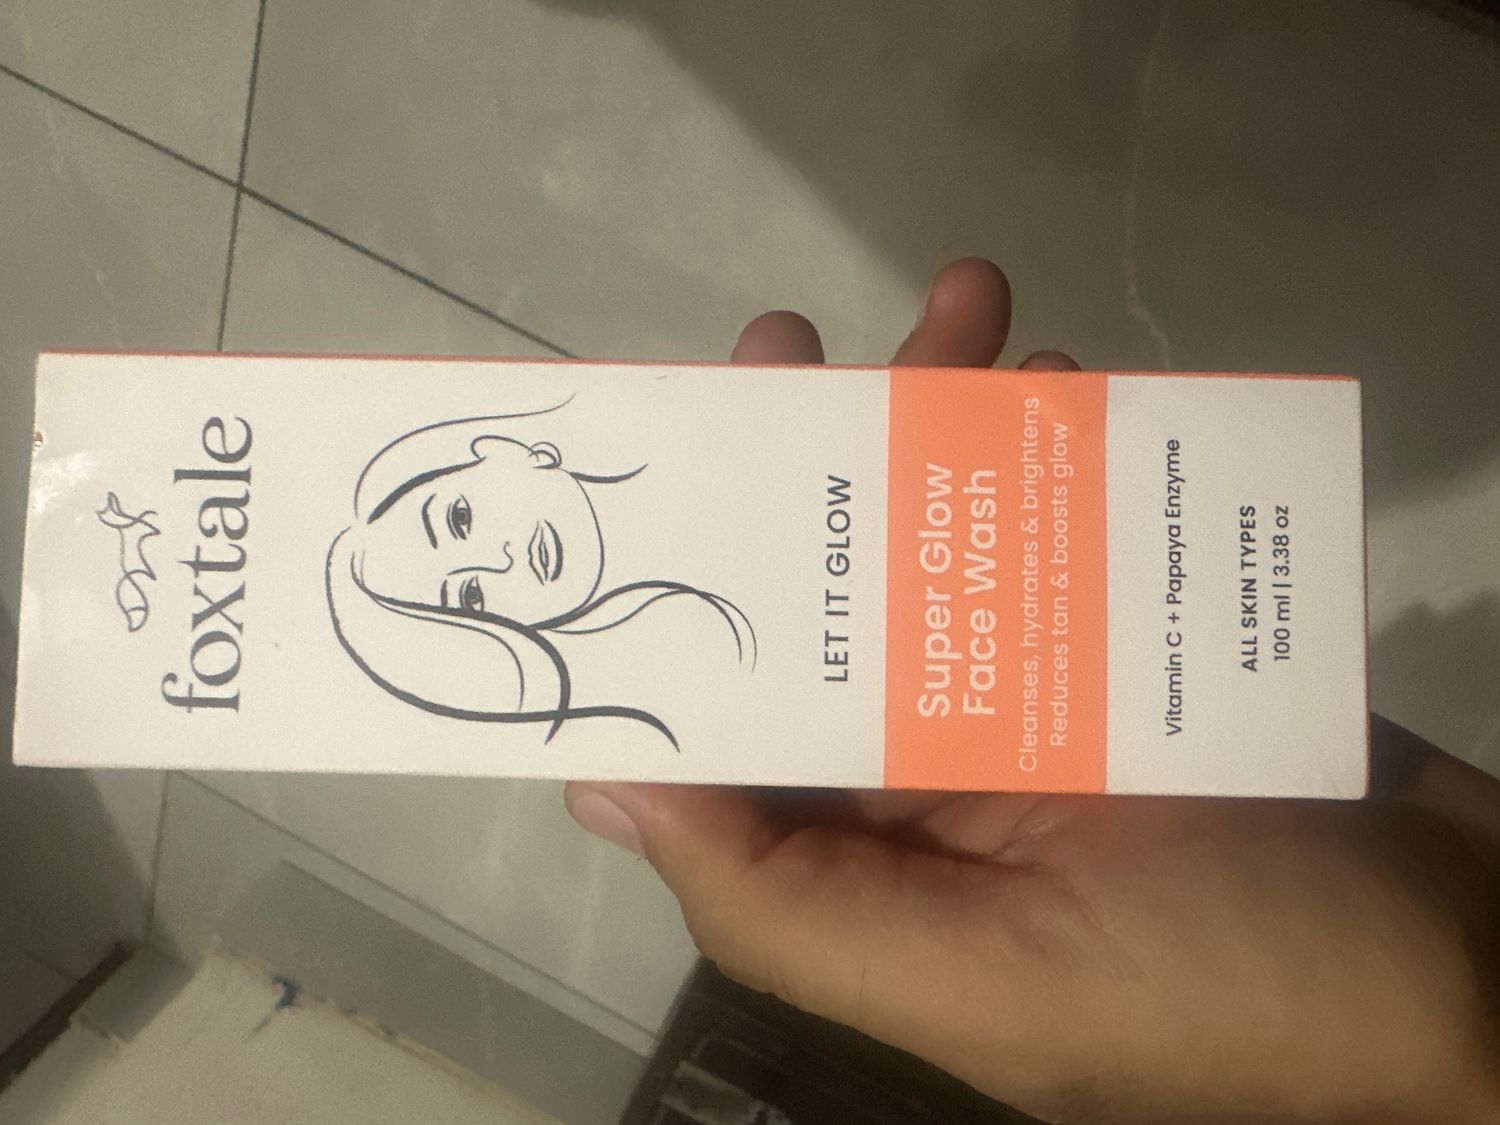 foxtale
LET IT GLOW
Super Glow
Face Wash
Cleanses, hydrates & brightens
Reduces tan & boosts glow
Vitamin C + Papaya Enzyme
ALL SKIN TYPES
100 ml | 3.38 oz